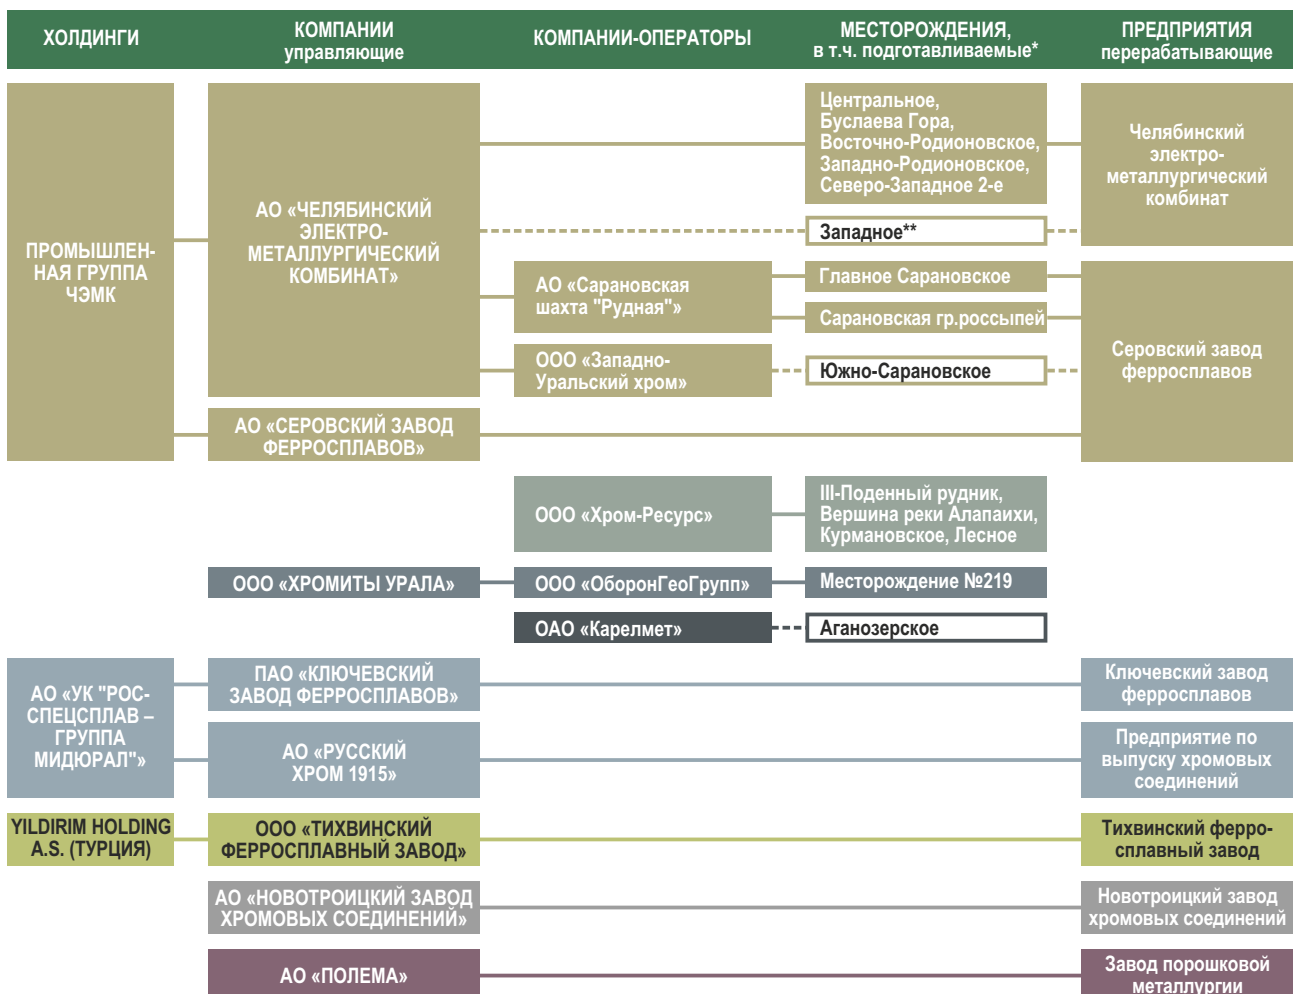 ХОЛДИНГИ
КОМПАНИИ
управляющие
КОМПАНИИ-ОПЕРАТОРЫ
МЕСТОРОЖДЕНИЯ,
в т.ч. подготавливаемые*
ПРЕДПРИЯТИЯ
перерабатывающие
ПРОМЫШЛЕН-
НАЯ ГРУППА
ЧЭМК
АО «ЧЕЛЯБИНСКИЙ
ЭЛЕКТРО-
МЕТАЛЛУРГИЧЕСКИЙ
КОМБИНАТ»
Центральное,
Буслаева Гора,
Восточно-Родионовское,
Западно-Родионовское,
Северо-Западное 2-е
Челябинский
электро-
металлургический
комбинат
Западное**
АО «Сарановская
шахта "Рудная"»
Главное Сарановское
Сарановская гр.россыпей
Серовский завод
ферросплавов
ООО «Западно-
Уральский хром»
Южно-Сарановское
АО «СЕРОВСКИЙ ЗАВОД
ФЕРРОСПЛАВОВ»
ООО «Хром-Ресурс»
III-Поденный рудник,
Вершина реки Алапаихи,
Курмановское, Лесное
ООО «ХРОМИТЫ УРАЛА»
ООО «ОборонГеоГрупп»
Месторождение №219
ОАО «Карелмет»
Аганозерское
АО «УК "РОС-
СПЕЦСПЛАВ –
ГРУППА
МИДЮРАЛ"»
ПАО «КЛЮЧЕВСКИЙ
ЗАВОД ФЕРРОСПЛАВОВ»
Ключевский завод
ферросплавов
АО «РУССКИЙ
ХРОМ 1915»
Предприятие по
выпуску хромовых
соединений
YILDIRIM HOLDING
A.S. (ТУРЦИЯ)
ООО «ТИХВИНСКИЙ
ФЕРРОСПЛАВНЫЙ ЗАВОД»
Тихвинский ферро-
сплавный завод
АО «НОВОТРОИЦКИЙ ЗАВОД
ХРОМОВЫХ СОЕДИНЕНИЙ»
Новотроицкий завод
хромовых соединений
АО «ПОЛЕМА»
Завод порошковой
металлургии